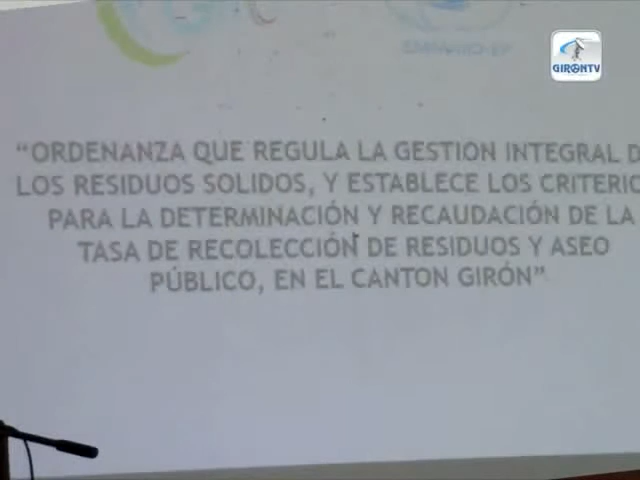 GIRONTV
"ORDENANZA QUE REGULA LA GESTION INTEGRAL D
LOS RESIDUOS SOLIDOS, Y ESTABLECE LOS CRITERIO
PARA LA DETERMINACIÓN Y RECAUDACIÓN DE LA
TASA DE RECOLECCIÓN DE RESIDUOS Y ASEO
PÚBLICO, EN EL CANTON GIRÓN"